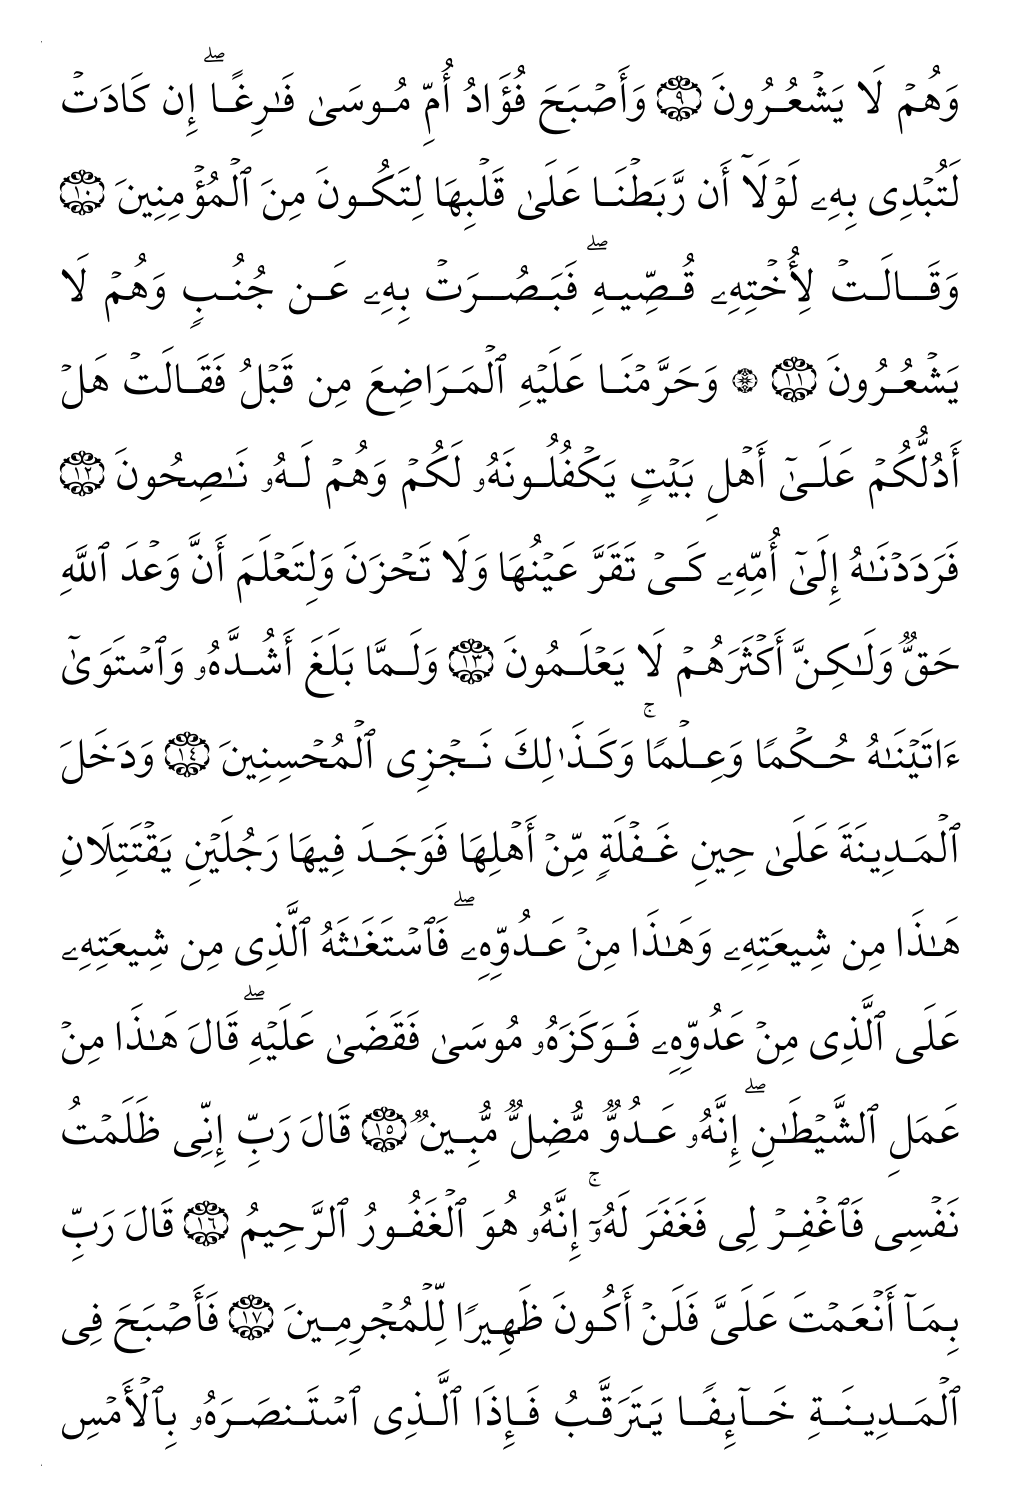 وَهُمۡ لَا يَشۡعُرُونَ ٩ وَأَصۡبَحَ فُؤَادُ أُمِّ مُوسَىٰ فَٰرِغًاۖ إِن كَادَتۡ
لَتُبۡدِي بِهِۦ لَوۡلَآ أَن رَّبَطۡنَا عَلَىٰ قَلۡبِهَا لِتَكُونَ مِنَ ٱلۡمُؤۡمِنِينَ ١٠
وَقَالَتۡ لِأُخۡتِهِۦ قُصِّيهِۖ فَبَصُرَتۡ بِهِۦ عَن جُنُبٖ وَهُمۡ لَا
يَشۡعُرُونَ ١١ ۞ وَحَرَّمۡنَا عَلَيۡهِ ٱلۡمَرَاضِعَ مِن قَبۡلُ فَقَالَتۡ هَلۡ
أَدُلُّكُمۡ عَلَىٰٓ أَهۡلِ بَيۡتٖ يَكۡفُلُونَهُۥ لَكُمۡ وَهُمۡ لَهُۥ نَٰصِحُونَ ١٢
فَرَدَدۡنَٰهُ إِلَىٰٓ أُمِّهِۦ كَيۡ تَقَرَّ عَيۡنُهَا وَلَا تَحۡزَنَ وَلِتَعۡلَمَ أَنَّ وَعۡدَ ٱللَّهِ
حَقّٞ وَلَٰكِنَّ أَكۡثَرَهُمۡ لَا يَعۡلَمُونَ ١٣ وَلَمَّا بَلَغَ أَشُدَّهُۥ وَٱسۡتَوَىٰٓ
ءَاتَيۡنَٰهُ حُكۡمٗا وَعِلۡمٗاۚ وَكَذَٰلِكَ نَجۡزِي ٱلۡمُحۡسِنِينَ ١٤ وَدَخَلَ
ٱلۡمَدِينَةَ عَلَىٰ حِينِ غَفۡلَةٖ مِّنۡ أَهۡلِهَا فَوَجَدَ فِيهَا رَجُلَيۡنِ يَقۡتَتِلَانِ
هَٰذَا مِن شِيعَتِهِۦ وَهَٰذَا مِنۡ عَدُوِّهِۦۖ فَٱسۡتَغَٰثَهُ ٱلَّذِي مِن شِيعَتِهِۦ
عَلَى ٱلَّذِي مِنۡ عَدُوِّهِۦ فَوَكَزَهُۥ مُوسَىٰ فَقَضَىٰ عَلَيۡهِۖ قَالَ هَٰذَا مِنۡ
عَمَلِ ٱلشَّيۡطَٰنِۖ إِنَّهُۥ عَدُوّٞ مُّضِلّٞ مُّبِينٞ ١٥ قَالَ رَبِّ إِنِّي ظَلَمۡتُ
نَفۡسِي فَٱغۡفِرۡ لِي فَغَفَرَ لَهُۥٓۚ إِنَّهُۥ هُوَ ٱلۡغَفُورُ ٱلرَّحِيمُ ١٦ قَالَ رَبِّ
بِمَآ أَنۡعَمۡتَ عَلَيَّ فَلَنۡ أَكُونَ ظَهِيرٗا لِّلۡمُجۡرِمِينَ ١٧ فَأَصۡبَحَ فِي
ٱلۡمَدِينَةِ خَآئِفٗا يَتَرَقَّبُ فَإِذَا ٱلَّذِي ٱسۡتَنصَرَهُۥ بِٱلۡأَمۡسِ